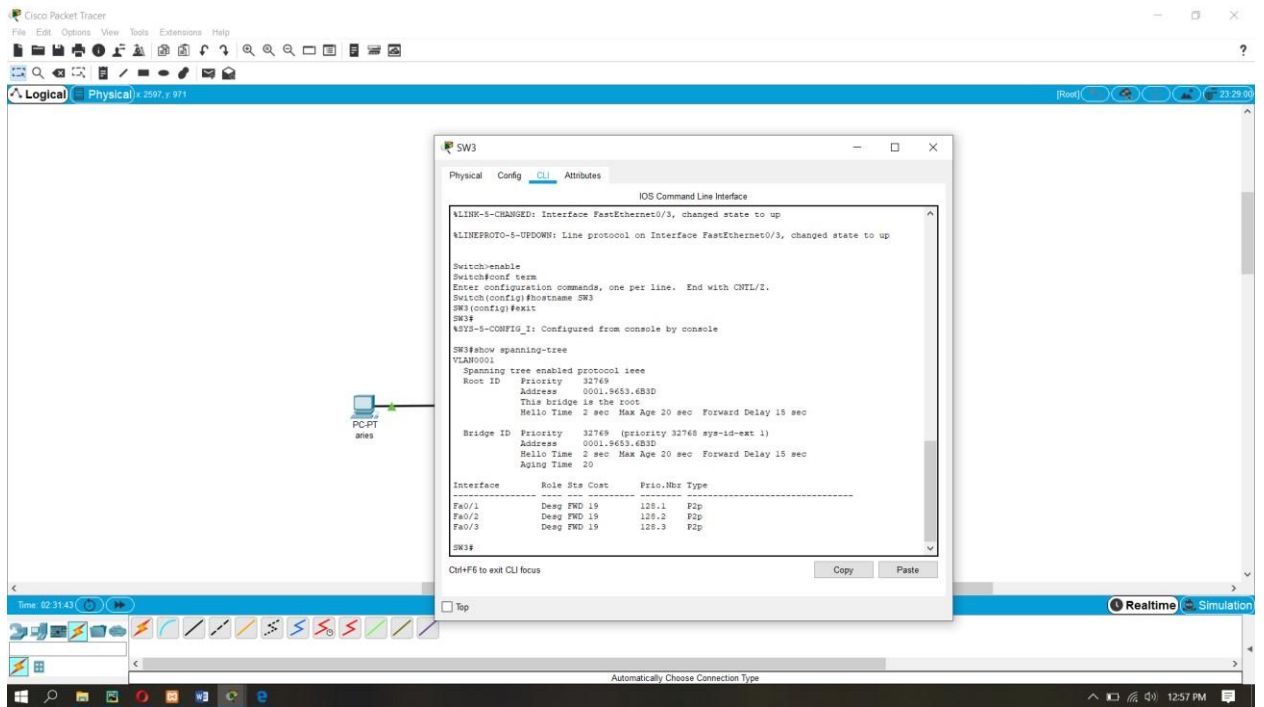 Cisco Packet Tracer
File Edit Options View Tools Extensions Help
?
Logical Physical x: 2597, y: 971
[Root] 23:29:00
SW3
Physical Config CLI Attributes
IOS Command Line Interface
%LINK-5-CHANGED: Interface FastEthernet0/3, changed state to up
%LINEPROTO-5-UPDOWN: Line protocol on Interface FastEthernet0/3, changed state to up
Switch>enable
Switch#conf term
Enter configuration commands, one per line. End with CNTL/Z.
Switch(config)#hostname SW3
SW3(config)#exit
SW3#
%SYS-5-CONFIG_I: Configured from console by console
SW3#show spanning-tree
VLAN0001
Spanning tree enabled protocol ieee
Root ID Priority 32769
Address 0001.9653.6B3D
This bridge is the root
Hello Time 2 sec Max Age 20 sec Forward Delay 15 sec
Bridge ID Priority 32769 (priority 32768 sys-id-ext 1)
Address 0001.9653.6B3D
Hello Time 2 sec Max Age 20 sec Forward Delay 15 sec
Aging Time 20
Interface Role Sts Cost Prio.Nbr Type
---------------- ---- --- --------- -------- --------------------------------
Fa0/1 Desg FWD 19 128.1 P2p
Fa0/2 Desg FWD 19 128.2 P2p
Fa0/3 Desg FWD 19 128.3 P2p
SW3#
Ctrl+F6 to exit CLI focus
Copy Paste
Top
PC-PT
aries
Time: 02:31:43
Realtime Simulation
Automatically Choose Connection Type
12:57 PM